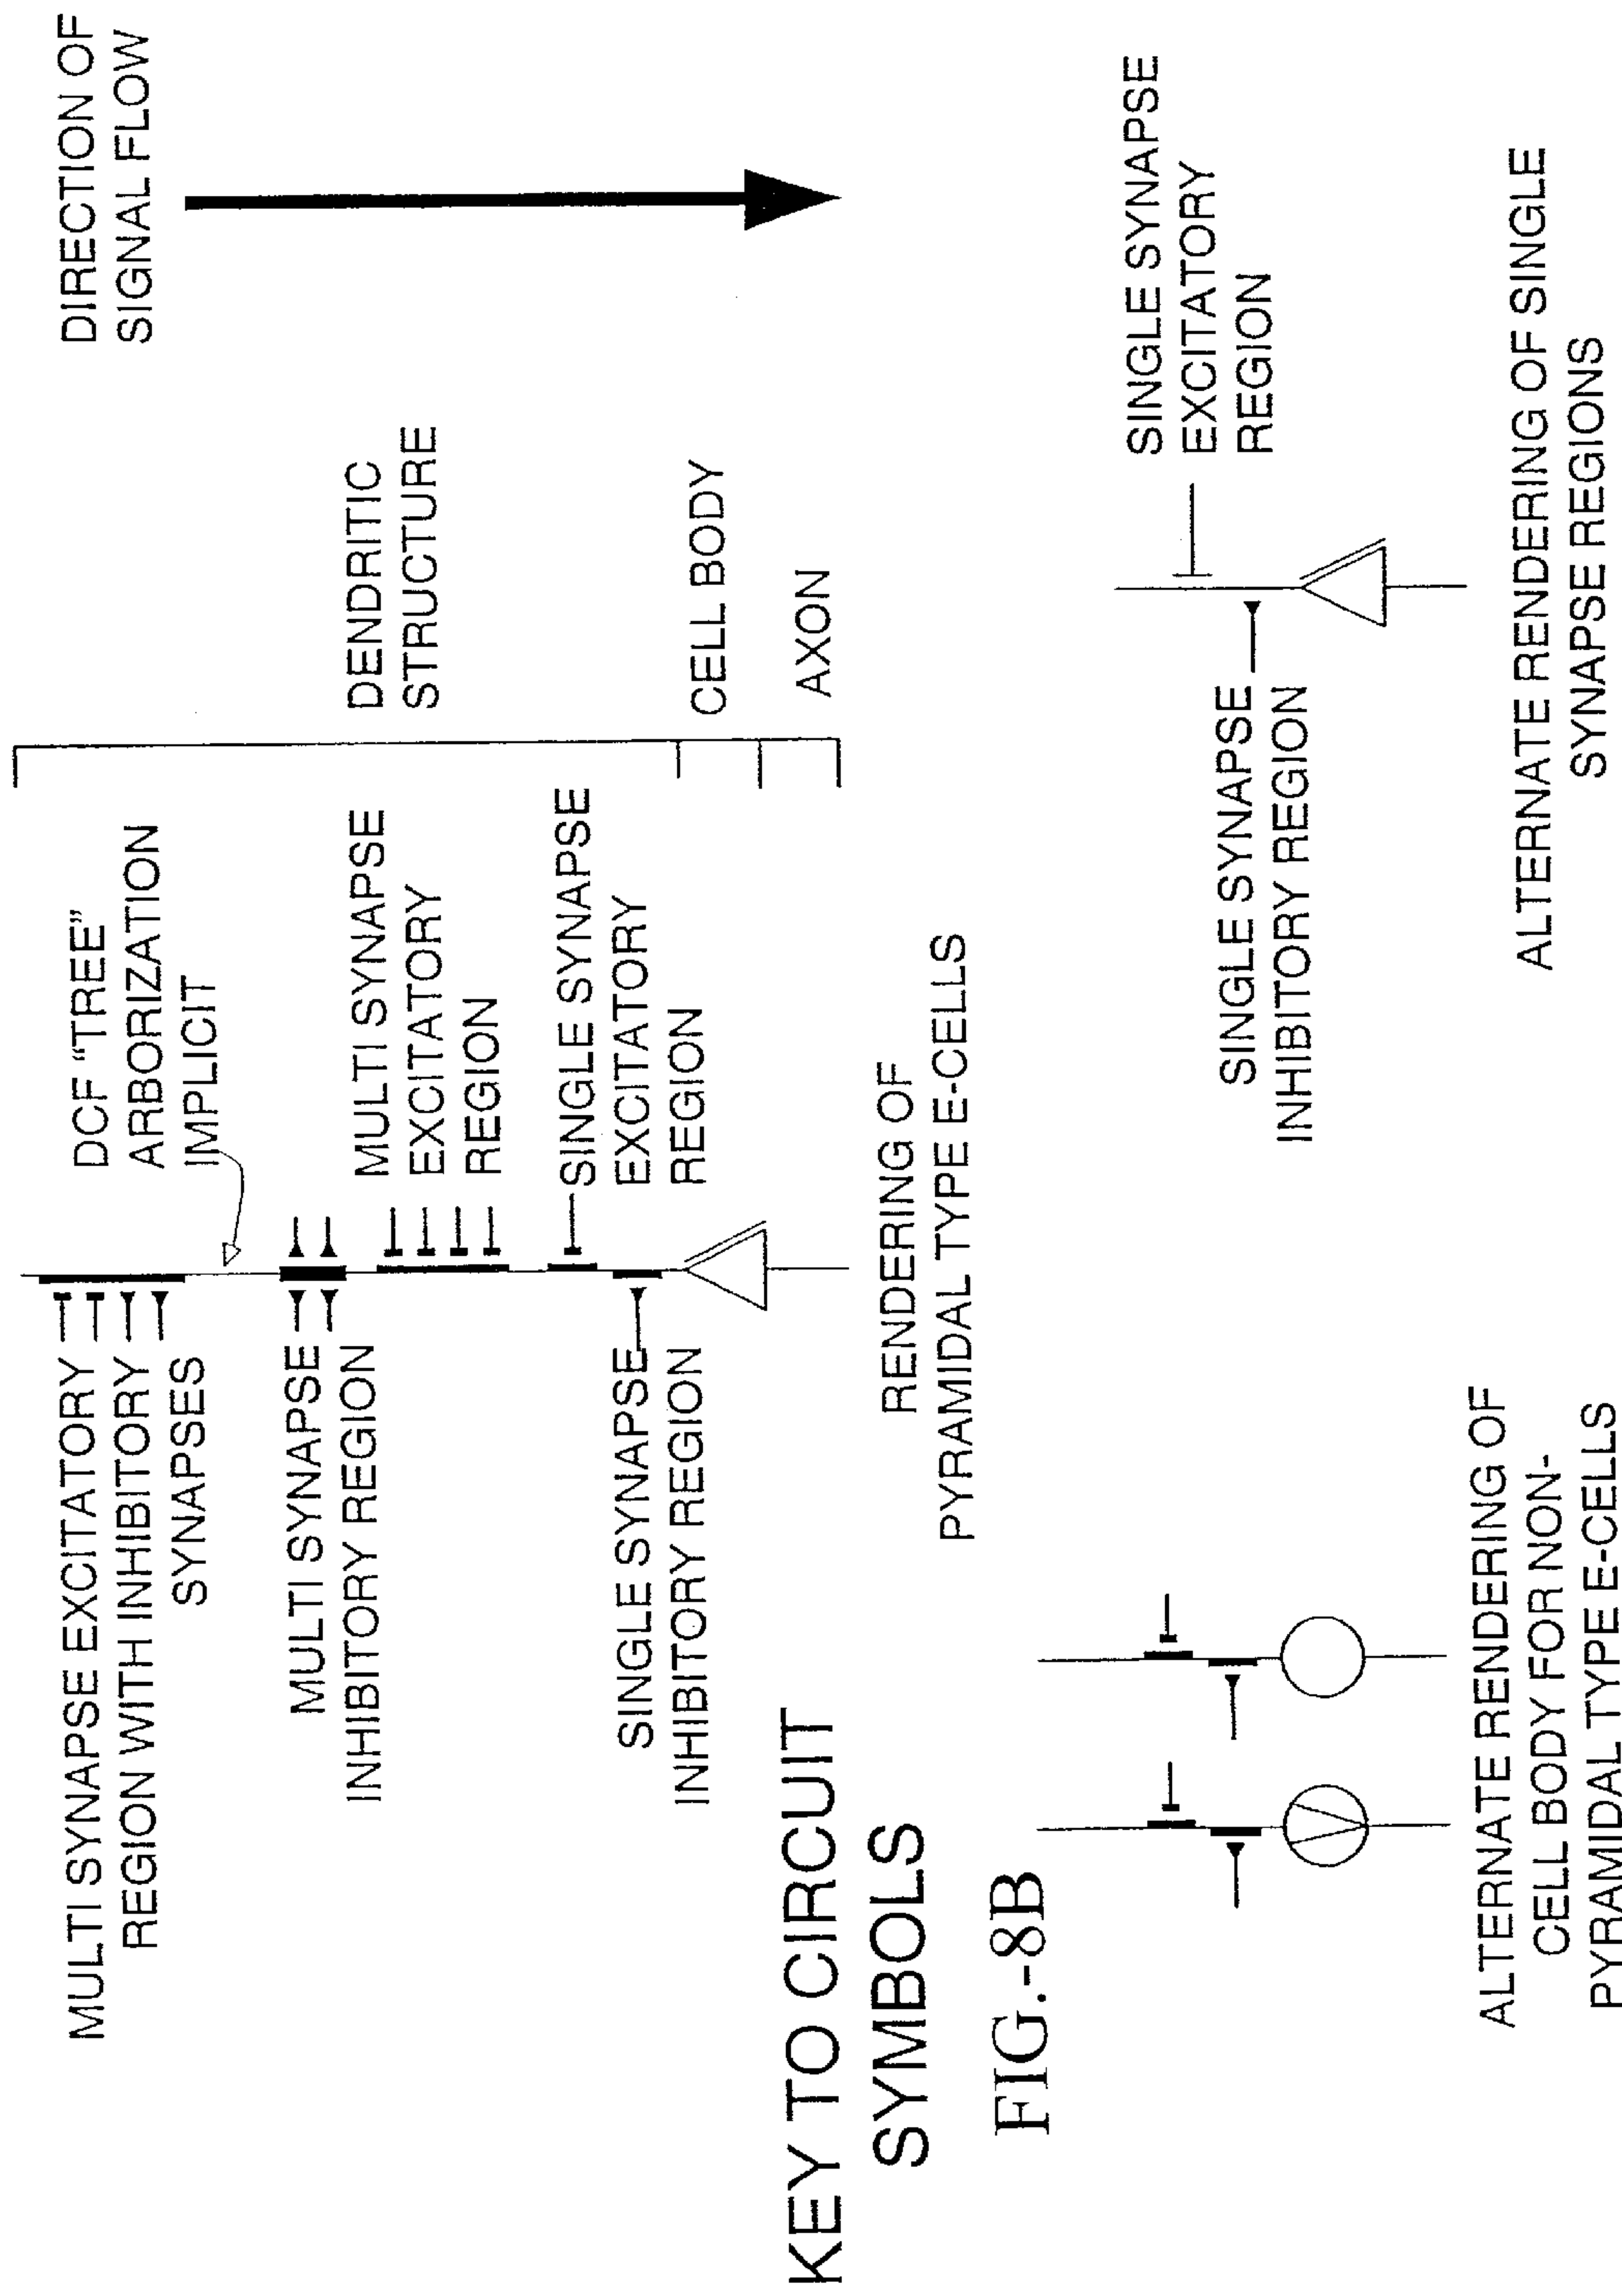 MULTI SYNAPSE EXCITATORY
REGION WITH INHIBITORY
SYNAPSES
DCF "TREE"
ARBORIZATION
IMPLICIT
DIRECTION OF
SIGNAL FLOW
MULTI SYNAPSE
INHIBITORY REGION
MULTI SYNAPSE
EXCITATORY
REGION
DENDRITIC
STRUCTURE
SINGLE SYNAPSE
INHIBITORY REGION
SINGLE SYNAPSE
EXCITATORY
REGION
CELL BODY
AXON
RENDERING OF
PYRAMIDAL TYPE E-CELLS
KEY TO CIRCUIT
SYMBOLS
FIG.-8B
ALTERNATE RENDERING OF
CELL BODY FOR NON-
PYRAMIDAL TYPE E-CELLS
SINGLE SYNAPSE
INHIBITORY REGION
SINGLE SYNAPSE
EXCITATORY
REGION
ALTERNATE RENDERING OF SINGLE
SYNAPSE REGIONS